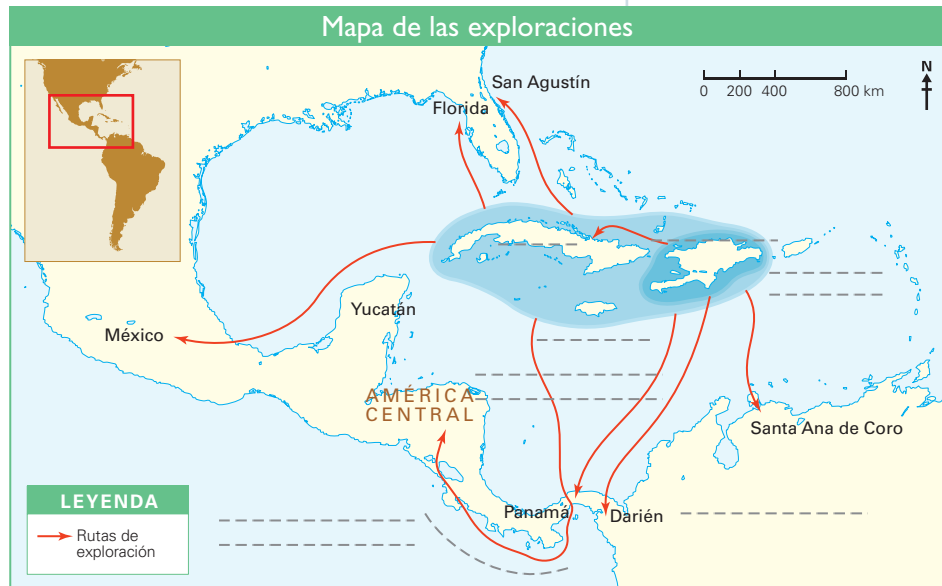 Mapa de las exploraciones
San Agustín
Florida
N
0 200 400 800 km
Yucatán
México
AMÉRICA
CENTRAL
Santa Ana de Coro
Panamá
Darién
LEYENDA
Rutas de
exploración